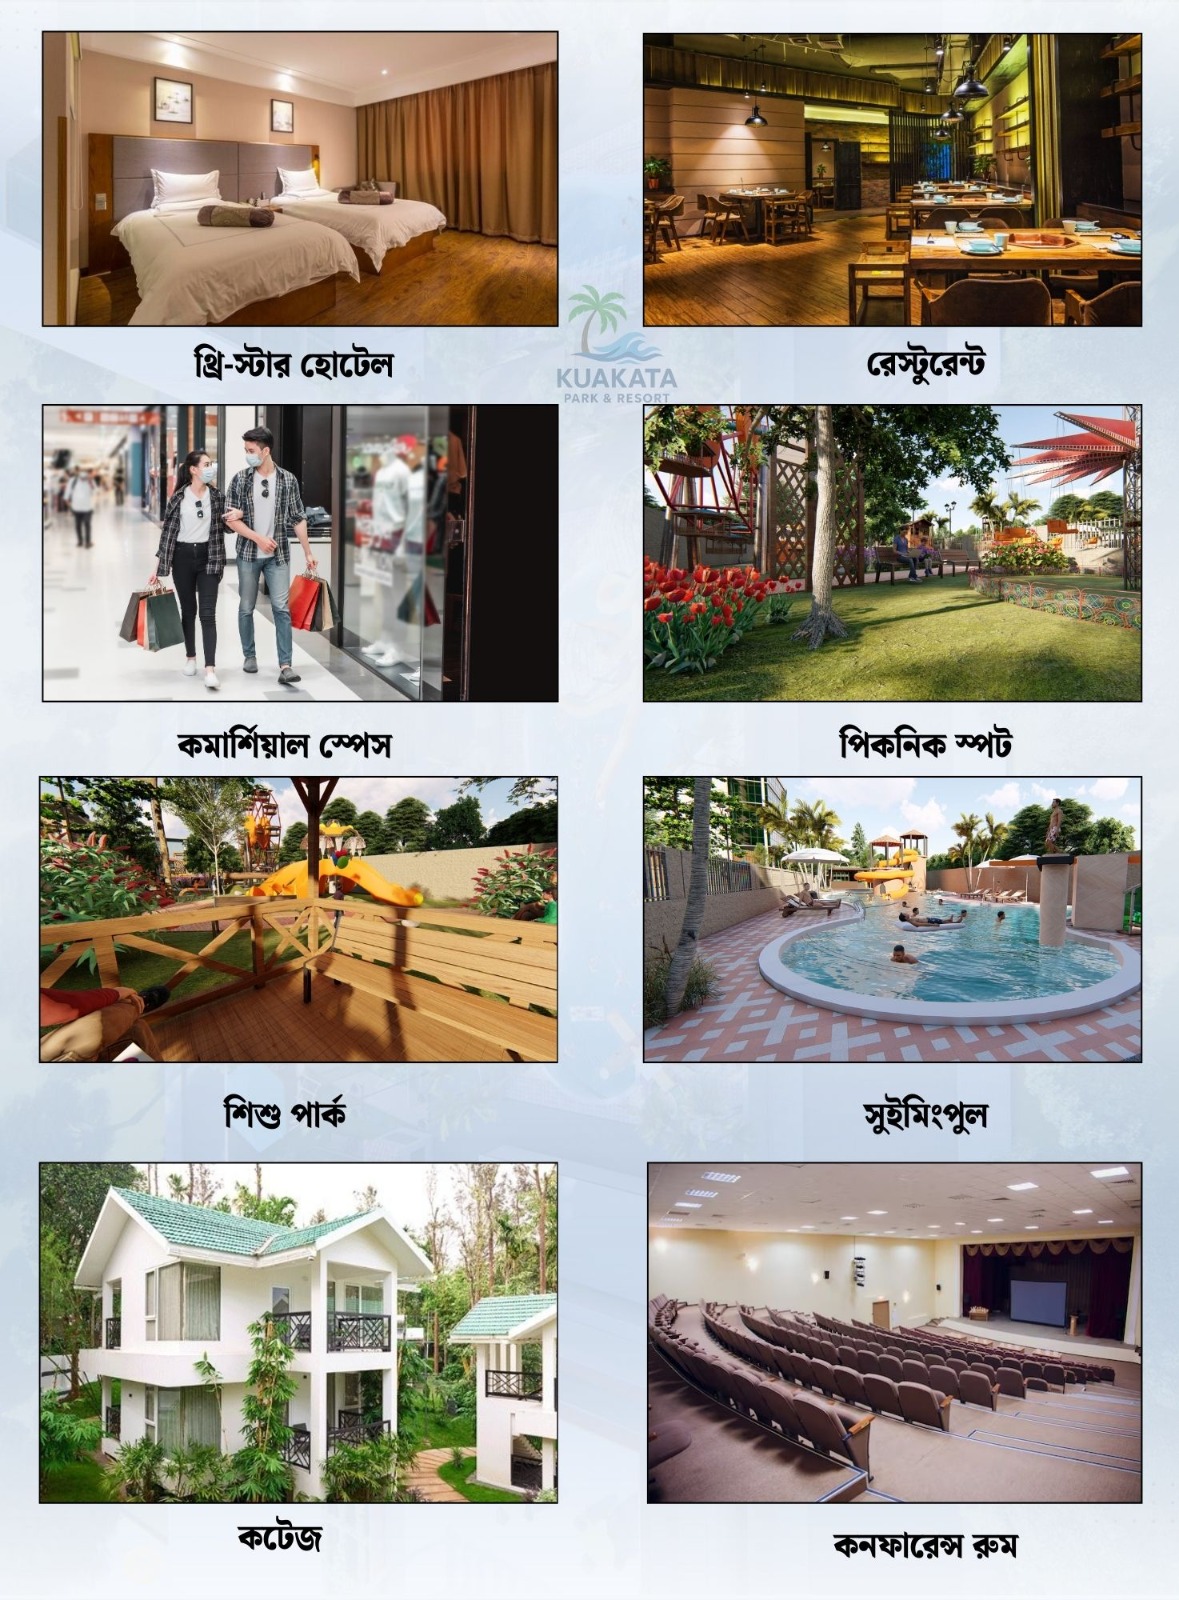 থ্রি-স্টার হোটেল
রেস্টুরেন্ট
KUAKATA
PARK & RESORT
কমার্শিয়াল স্পেস
পিকনিক স্পট
শিশু পার্ক
সুইমিংপুল
কটেজ
কনফারেন্স রুম